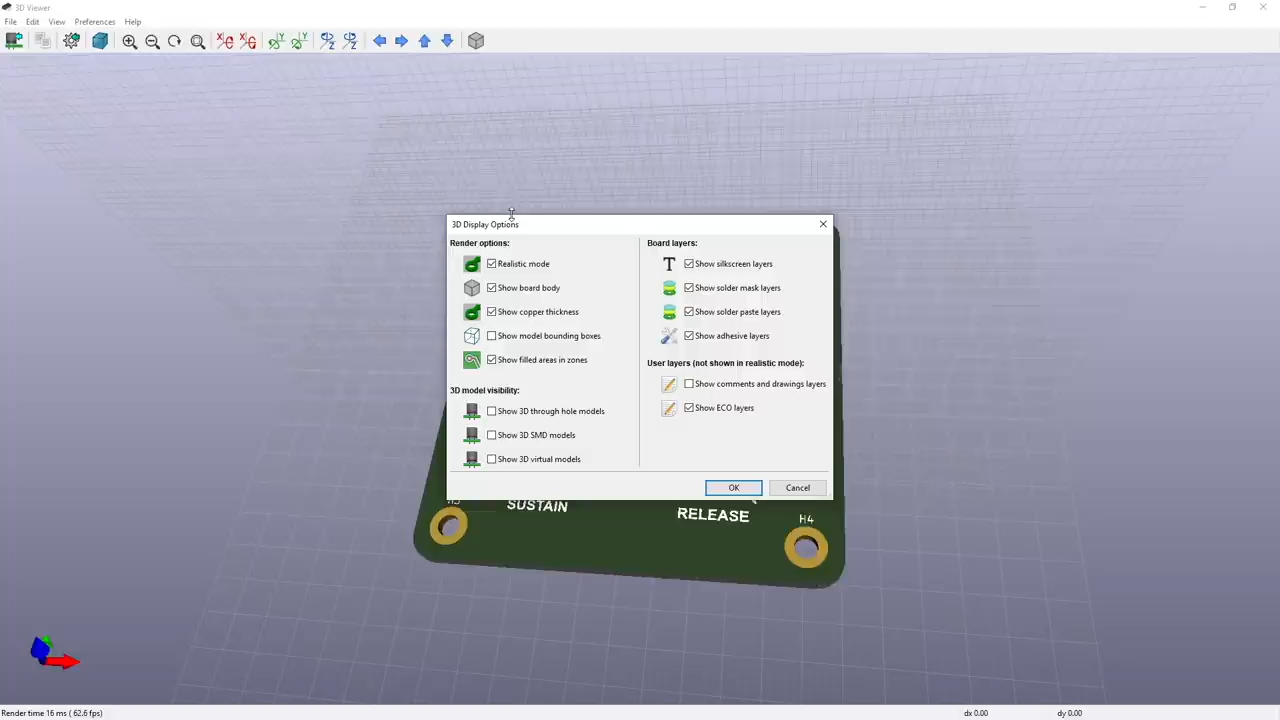 3D Viewer
File Edit View Preferences Help
3D Display Options
Render options:
Realistic mode
Show board body
Show copper thickness
Show model bounding boxes
Show filled areas in zones
3D model visibility:
Show 3D through hole models
Show 3D SMD models
Show 3D virtual models
Board layers:
Show silkscreen layers
Show solder mask layers
Show solder paste layers
Show adhesive layers
User layers (not shown in realistic mode):
Show comments and drawings layers
Show ECO layers
OK Cancel
SUSTAIN
RELEASE
H4
Render time 16 ms ( 62.6 fps)
dx 0.00
dy 0.00